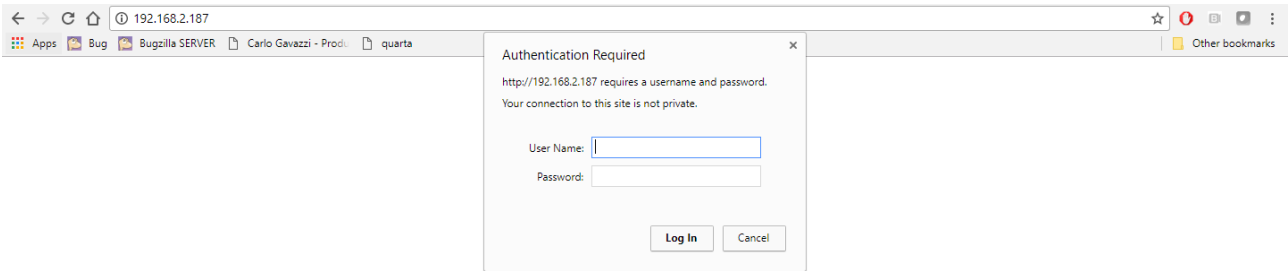 192.168.2.187
Apps Bug Bugzilla SERVER Carlo Gavazzi - Produ quarta Other bookmarks
Authentication Required
http://192.168.2.187 requires a username and password.
Your connection to this site is not private.
User Name:
Password:
Log In Cancel